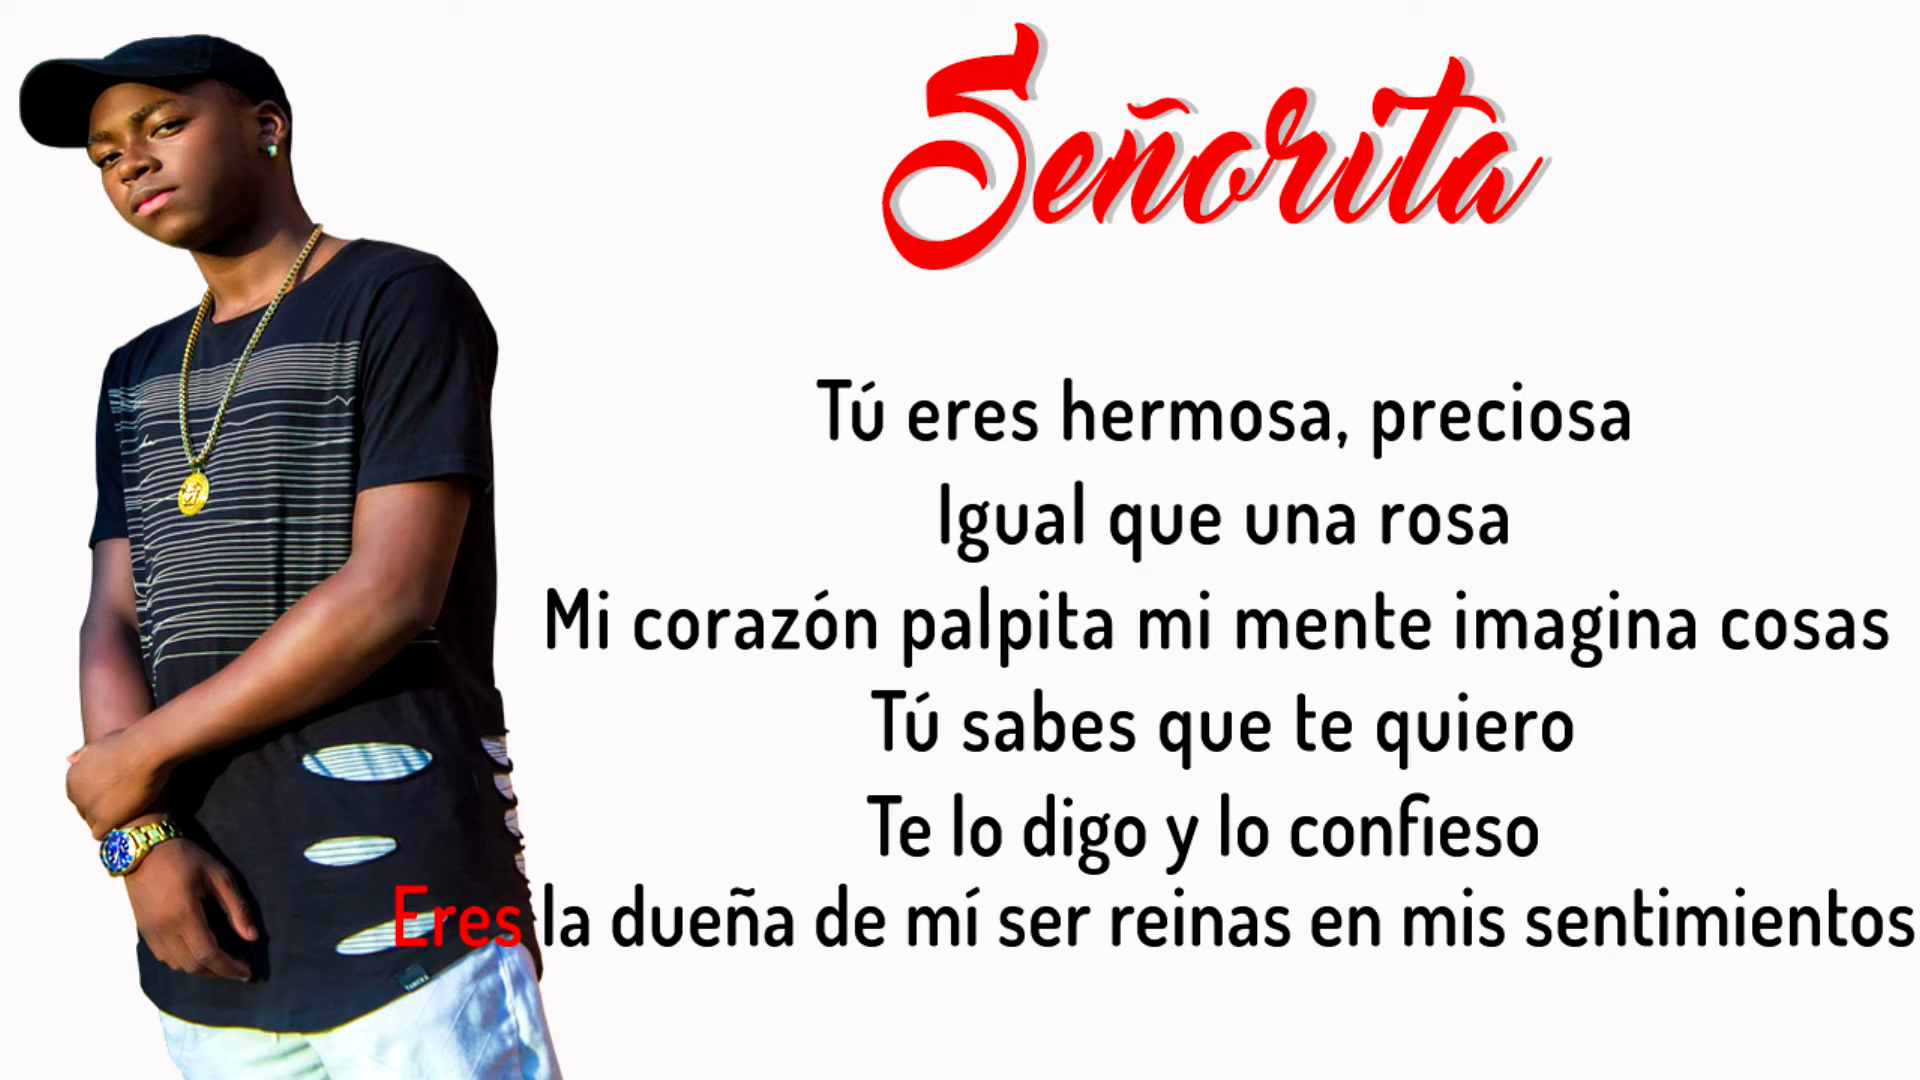 Señorita
Tú eres hermosa, preciosa
Igual que una rosa
Mi corazón palpita mi mente imagina cosas
Tú sabes que te quiero
Te lo digo y lo confieso
Eres la dueña de mí ser reinas en mis sentimientos